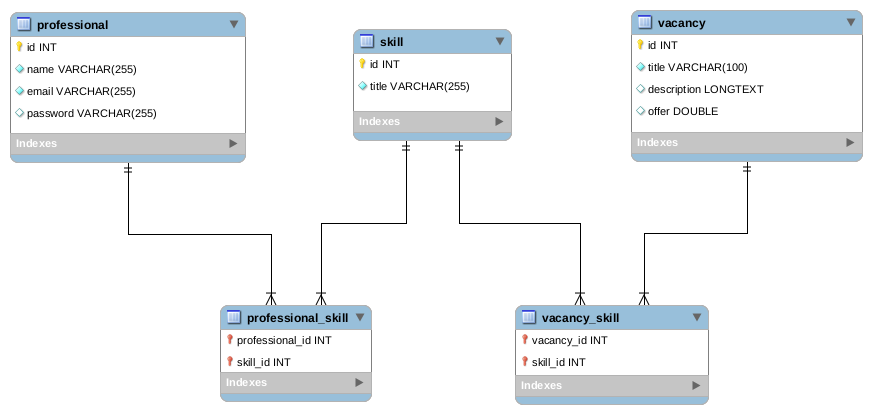 professional
id INT
name VARCHAR(255)
email VARCHAR(255)
password VARCHAR(255)
Indexes
skill
id INT
title VARCHAR(255)
Indexes
vacancy
id INT
title VARCHAR(100)
description LONGTEXT
offer DOUBLE
Indexes
professional_skill
professional_id INT
skill_id INT
Indexes
vacancy_skill
vacancy_id INT
skill_id INT
Indexes